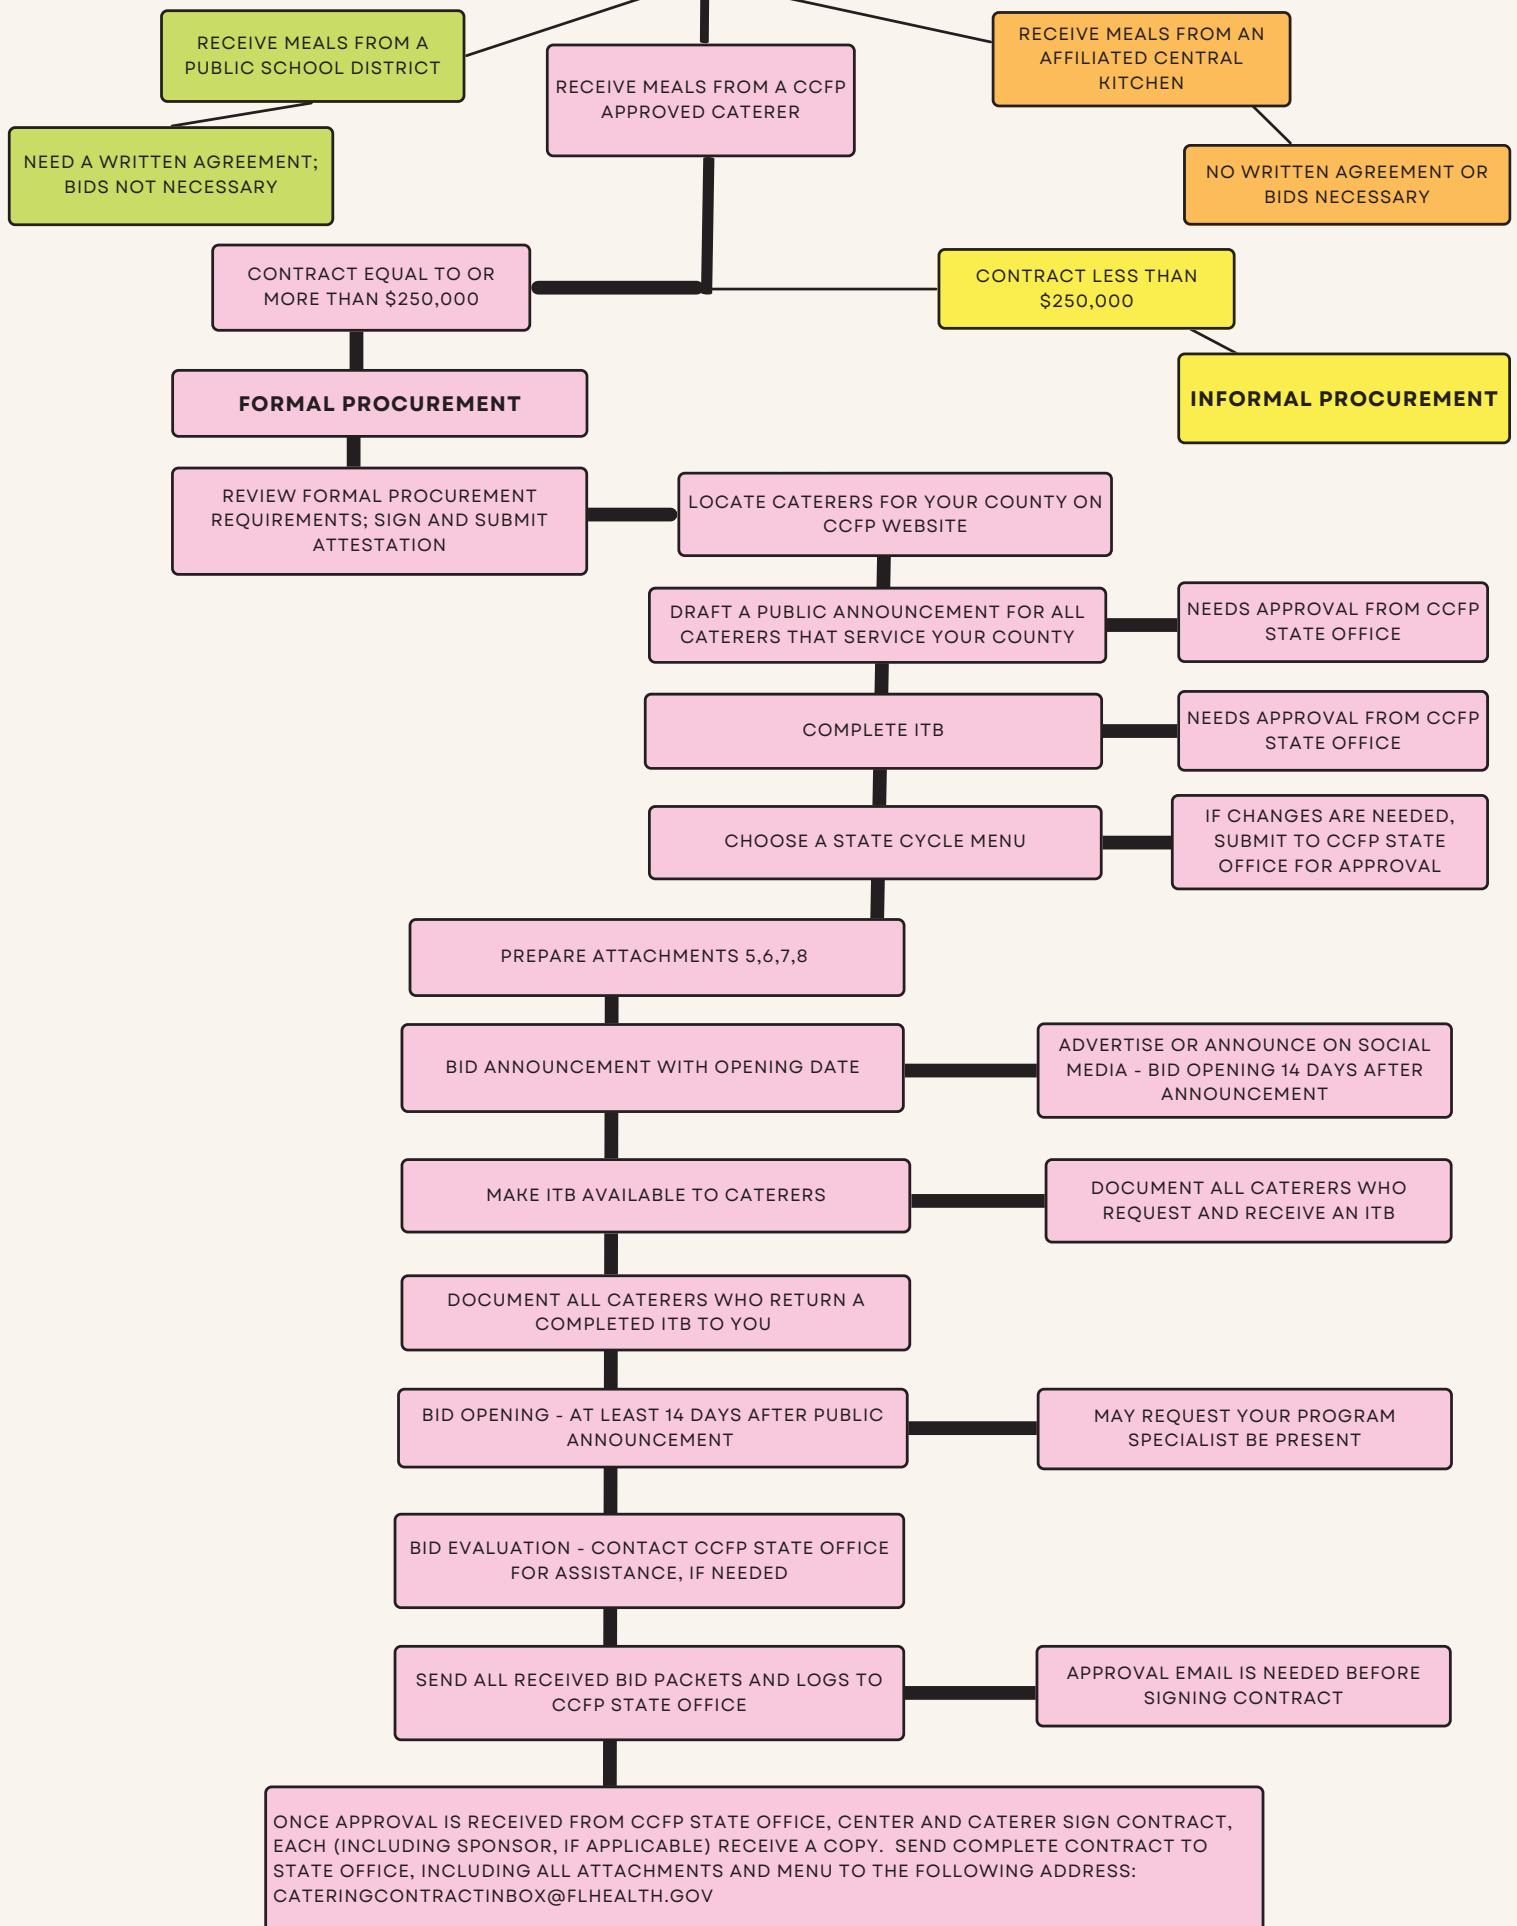 RECEIVE MEALS FROM A
PUBLIC SCHOOL DISTRICT
RECEIVE MEALS FROM A CCFP
APPROVED CATERER
RECEIVE MEALS FROM AN
AFFILIATED CENTRAL
KITCHEN
NEED A WRITTEN AGREEMENT;
BIDS NOT NECESSARY
NO WRITTEN AGREEMENT OR
BIDS NECESSARY
CONTRACT EQUAL TO OR
MORE THAN $250,000
CONTRACT LESS THAN
$250,000
FORMAL PROCUREMENT
INFORMAL PROCUREMENT
REVIEW FORMAL PROCUREMENT
REQUIREMENTS; SIGN AND SUBMIT
ATTESTATION
LOCATE CATERERS FOR YOUR COUNTY ON
CCFP WEBSITE
DRAFT A PUBLIC ANNOUNCEMENT FOR ALL
CATERERS THAT SERVICE YOUR COUNTY
NEEDS APPROVAL FROM CCFP
STATE OFFICE
COMPLETE ITB
NEEDS APPROVAL FROM CCFP
STATE OFFICE
CHOOSE A STATE CYCLE MENU
IF CHANGES ARE NEEDED,
SUBMIT TO CCFP STATE
OFFICE FOR APPROVAL
PREPARE ATTACHMENTS 5,6,7,8
BID ANNOUNCEMENT WITH OPENING DATE
ADVERTISE OR ANNOUNCE ON SOCIAL
MEDIA - BID OPENING 14 DAYS AFTER
ANNOUNCEMENT
MAKE ITB AVAILABLE TO CATERERS
DOCUMENT ALL CATERERS WHO
REQUEST AND RECEIVE AN ITB
DOCUMENT ALL CATERERS WHO RETURN A
COMPLETED ITB TO YOU
BID OPENING - AT LEAST 14 DAYS AFTER PUBLIC
ANNOUNCEMENT
MAY REQUEST YOUR PROGRAM
SPECIALIST BE PRESENT
BID EVALUATION - CONTACT CCFP STATE OFFICE
FOR ASSISTANCE, IF NEEDED
SEND ALL RECEIVED BID PACKETS AND LOGS TO
CCFP STATE OFFICE
APPROVAL EMAIL IS NEEDED BEFORE
SIGNING CONTRACT
ONCE APPROVAL IS RECEIVED FROM CCFP STATE OFFICE, CENTER AND CATERER SIGN CONTRACT,
EACH (INCLUDING SPONSOR, IF APPLICABLE) RECEIVE A COPY. SEND COMPLETE CONTRACT TO
STATE OFFICE, INCLUDING ALL ATTACHMENTS AND MENU TO THE FOLLOWING ADDRESS:
CATERINGCONTRACTINBOX@FLHEALTH.GOV